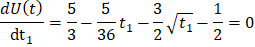 dU(t)/dt₁ = 5/3 − 5/36 t₁ − 3/2 √t₁ − 1/2 = 0